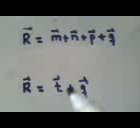 R⃗ = m⃗+n⃗+p⃗+q⃗
R⃗ = t⃗ + q⃗